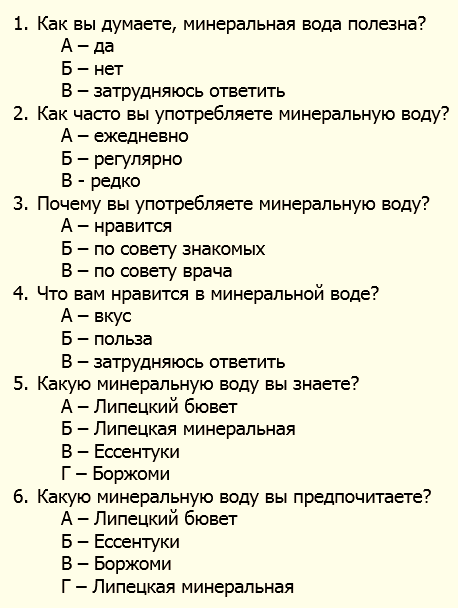 1. Как вы думаете, минеральная вода полезна?
А – да
Б – нет
В – затрудняюсь ответить
2. Как часто вы употребляете минеральную воду?
А – ежедневно
Б – регулярно
В - редко
3. Почему вы употребляете минеральную воду?
А – нравится
Б – по совету знакомых
В – по совету врача
4. Что вам нравится в минеральной воде?
А – вкус
Б – польза
В – затрудняюсь ответить
5. Какую минеральную воду вы знаете?
А – Липецкий бювет
Б – Липецкая минеральная
В – Ессентуки
Г – Боржоми
6. Какую минеральную воду вы предпочитаете?
А – Липецкий бювет
Б – Ессентуки
В – Боржоми
Г – Липецкая минеральная